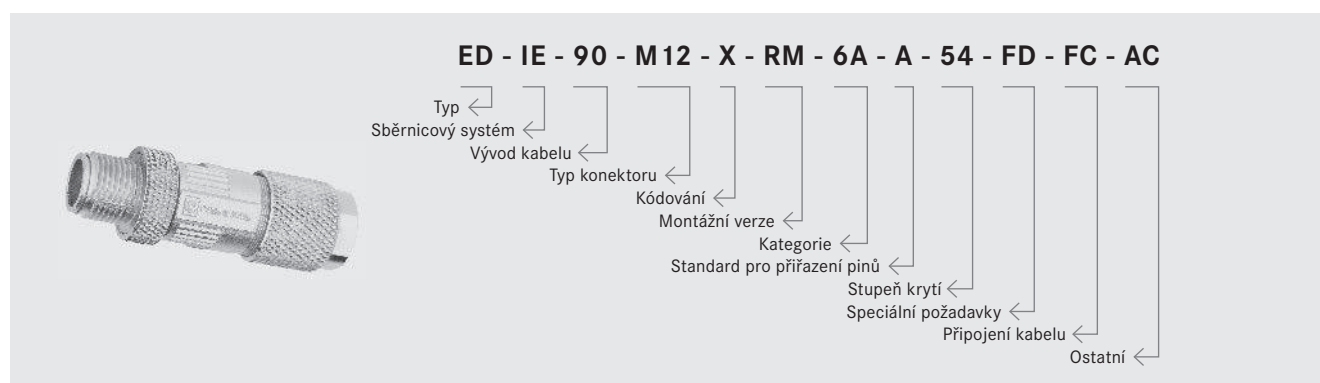 ED - IE - 90 - M12 - X - RM - 6A - A - 54 - FD - FC - AC
Typ
Sběrnicový systém
Vývod kabelu
Typ konektoru
Kódování
Montážní verze
Kategorie
Standard pro přiřazení pinů
Stupeň krytí
Speciální požadavky
Připojení kabelu
Ostatní